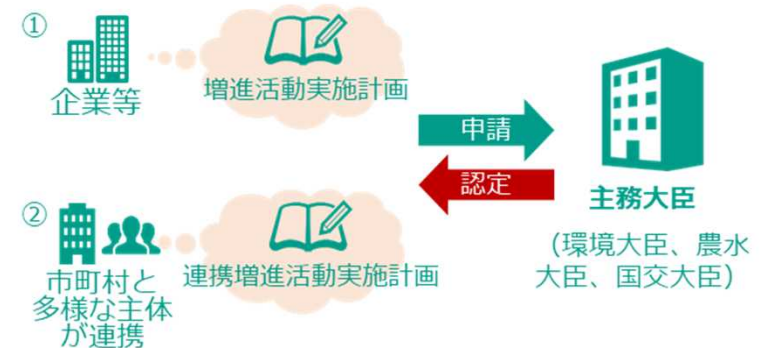 ①
企業等
増進活動実施計画
②
市町村と
多様な主体
が連携
連携増進活動実施計画
申請
認定
主務大臣
（環境大臣、農水
大臣、国交大臣）